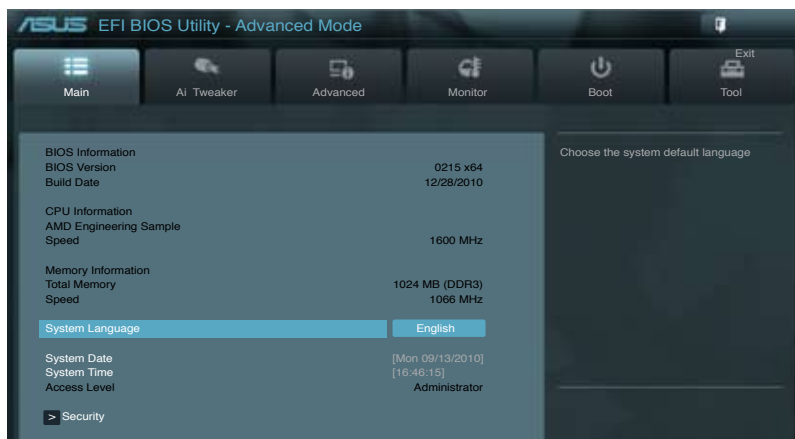 ASUS EFI BIOS Utility - Advanced Mode
Exit
Main Ai Tweaker Advanced Monitor Boot Tool
BIOS Information
BIOS Version 0215 x64
Build Date 12/28/2010
CPU Information
AMD Engineering Sample
Speed 1600 MHz
Memory Information
Total Memory 1024 MB (DDR3)
Speed 1066 MHz
System Language English
System Date [Mon 09/13/2010]
System Time [16:46:15]
Access Level Administrator
> Security
Choose the system default language